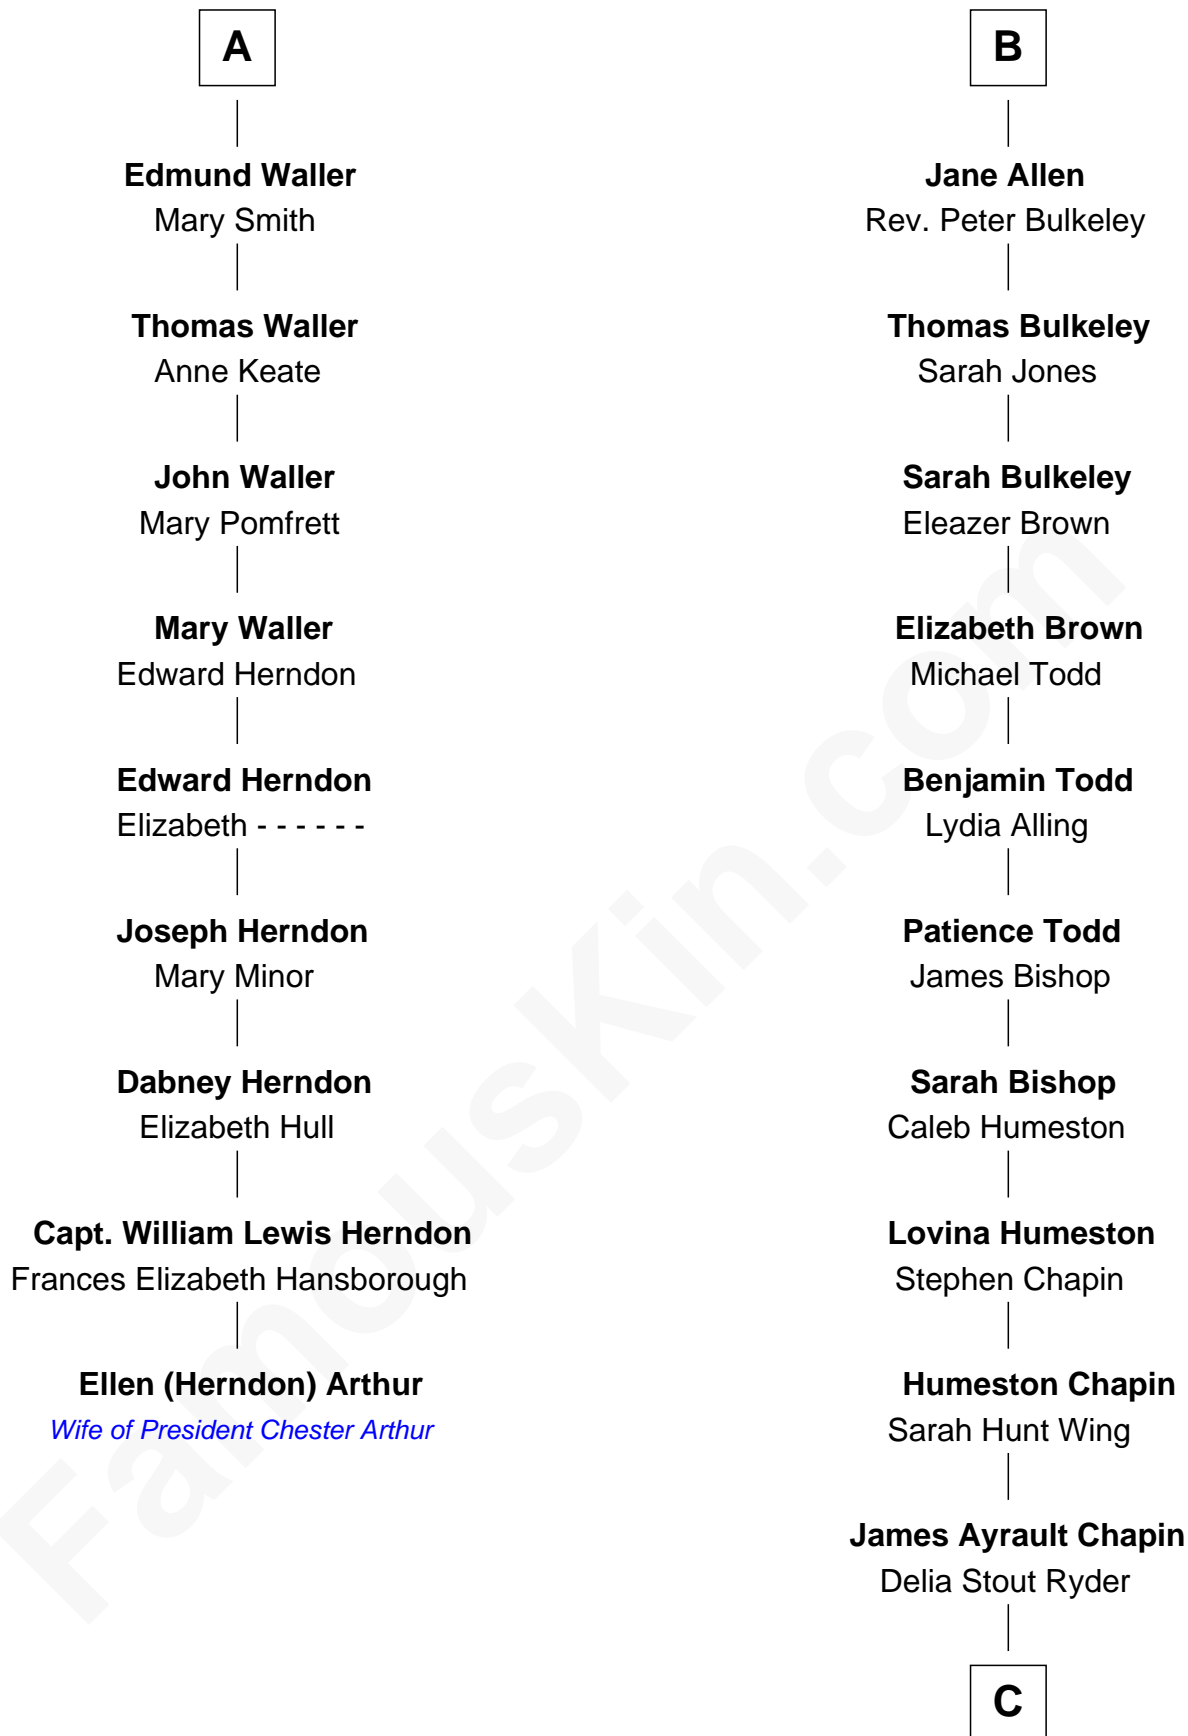 A
Edmund Waller
Mary Smith
Thomas Waller
Anne Keate
John Waller
Mary Pomfrett
Mary Waller
Edward Herndon
Edward Herndon
Elizabeth - - - - - -
Joseph Herndon
Mary Minor
Dabney Herndon
Elizabeth Hull
Capt. William Lewis Herndon
Frances Elizabeth Hansborough
Ellen (Herndon) Arthur
Wife of President Chester Arthur
B
Jane Allen
Rev. Peter Bulkeley
Thomas Bulkeley
Sarah Jones
Sarah Bulkeley
Eleazer Brown
Elizabeth Brown
Michael Todd
Benjamin Todd
Lydia Alling
Patience Todd
James Bishop
Sarah Bishop
Caleb Humeston
Lovina Humeston
Stephen Chapin
Humeston Chapin
Sarah Hunt Wing
James Ayrault Chapin
Delia Stout Ryder
C
FamousKin.com